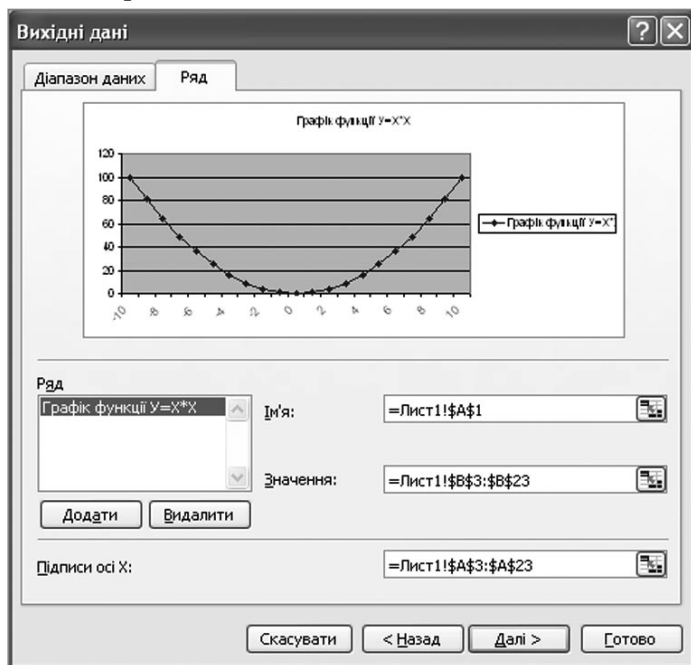 Вихідні дані
Діапазон даних
Ряд
Графік функції У=Х*Х
120
100
80
60
40
20
0
-10 -8 -6 -4 -2 0 2 4 6 8 10
Графік функції У=Х*
Ряд
Графік функції У=Х*Х
Ім'я:
=Лист1!$A$1
Значення:
=Лист1!$B$3:$B$23
Додати
Видалити
Підписи осі Х:
=Лист1!$A$3:$A$23
Скасувати
< Назад
Далі >
Готово